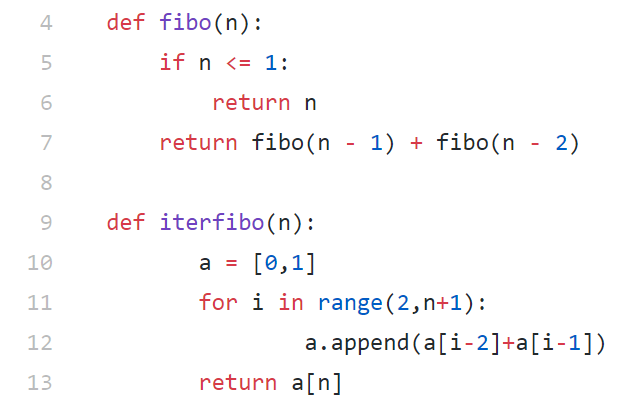 4 def fibo(n):
5 if n <= 1:
6 return n
7 return fibo(n - 1) + fibo(n - 2)
8
9 def iterfibo(n):
10 a = [0,1]
11 for i in range(2,n+1):
12 a.append(a[i-2]+a[i-1])
13 return a[n]